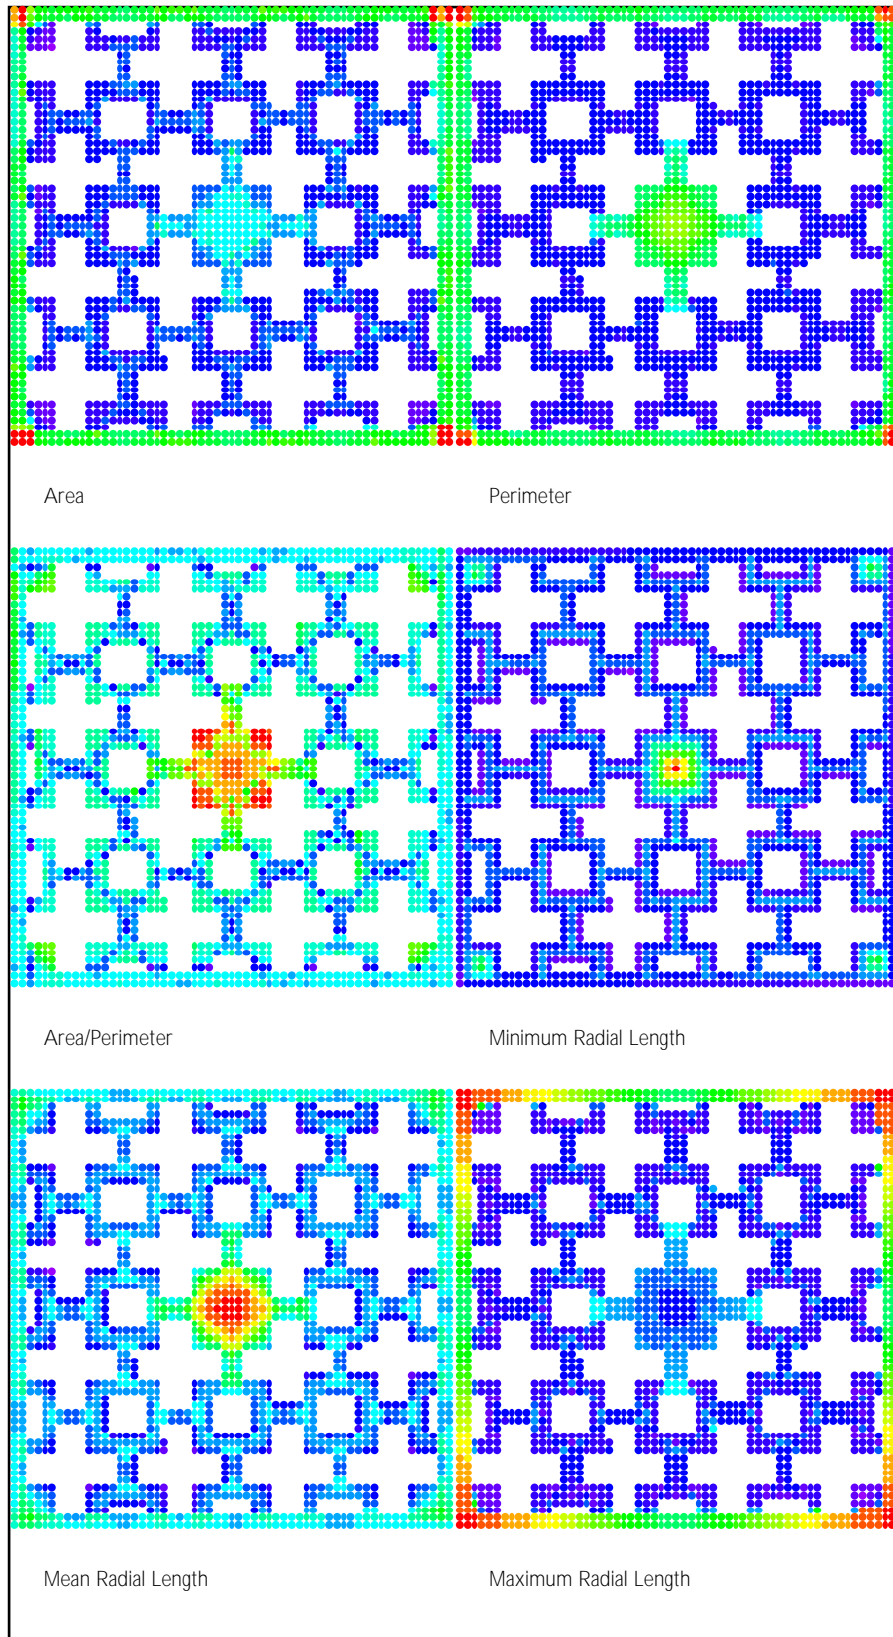 Area
Perimeter
Area/Perimeter
Minimum Radial Length
Mean Radial Length
Maximum Radial Length